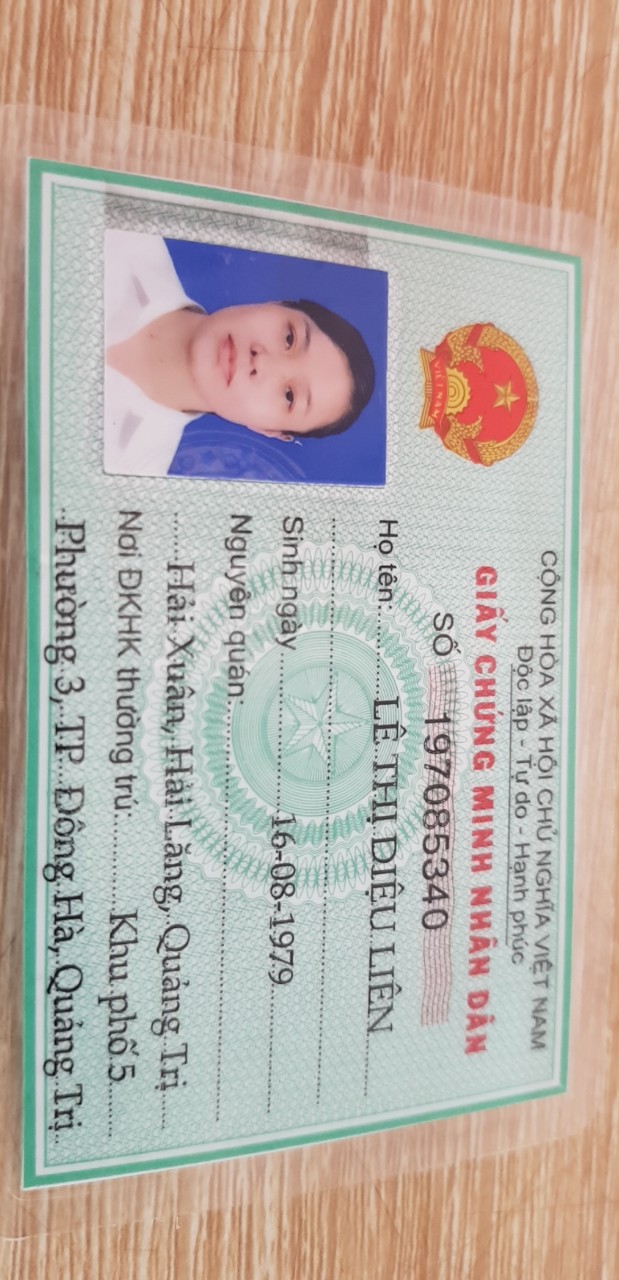 CỘNG HÒA XÃ HỘI CHỦ NGHĨA VIỆT NAM
Độc lập - Tự do - Hạnh phúc
GIẤY CHỨNG MINH NHÂN DÂN
SỐ 197085340
Họ tên: LÊ THỊ DIỆU LIÊN
Sinh ngày 16-08-1979
Nguyên quán:
Hải Xuân, Hải Lăng, Quảng Trị
Nơi ĐKHK thường trú: Khu phố 5
Phường 3, TP. Đông Hà, Quảng Trị
VIỆT NAM